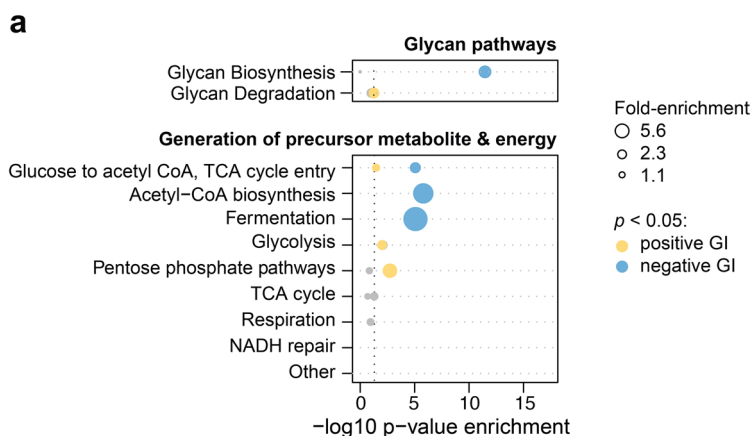 a
Glycan pathways
Glycan Biosynthesis
Glycan Degradation
Generation of precursor metabolite & energy
Glucose to acetyl CoA, TCA cycle entry
Acetyl−CoA biosynthesis
Fermentation
Glycolysis
Pentose phosphate pathways
TCA cycle
Respiration
NADH repair
Other
0 5 10 15
−log10 p−value enrichment
Fold-enrichment
5.6
2.3
1.1
p < 0.05:
positive GI
negative GI